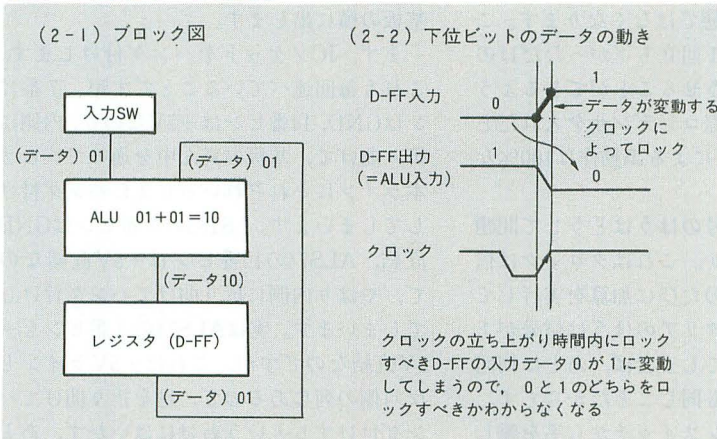 (2-1) ブロック図
入力SW
(データ) 01
(データ) 01
ALU 01+01=10
(データ10)
レジスタ (D-FF)
(データ) 01
(2-2) 下位ビットのデータの動き
D-FF入力
0
1
データが変動する
クロックに
よってロック
D-FF出力
(=ALU入力)
1
0
クロック
クロックの立ち上がり時間内にロック
すべきD-FFの入力データ0が1に変動
してしまうので, 0と1のどちらをロ
ックすべきかわからなくなる